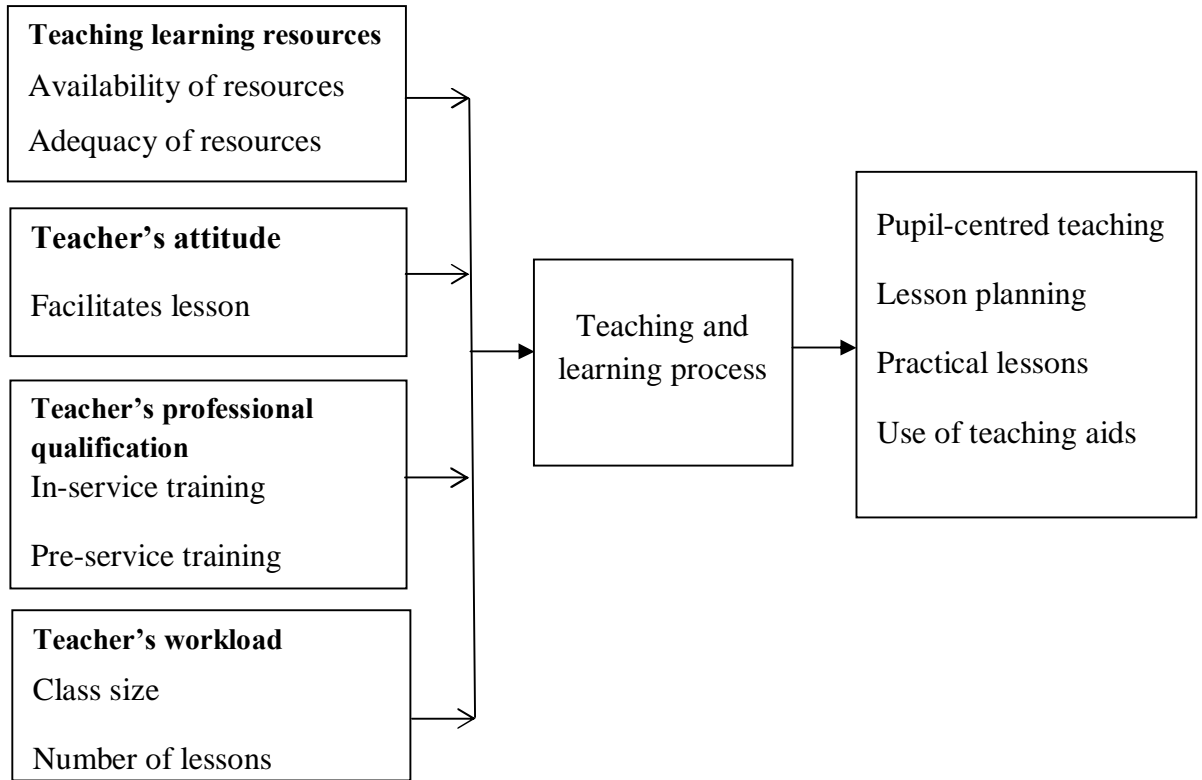 Teaching learning resources
Availability of resources
Adequacy of resources
Teacher’s attitude
Facilitates lesson
Teacher’s professional
qualification
In-service training
Pre-service training
Teacher’s workload
Class size
Number of lessons
Teaching and
learning process
Pupil-centred teaching
Lesson planning
Practical lessons
Use of teaching aids